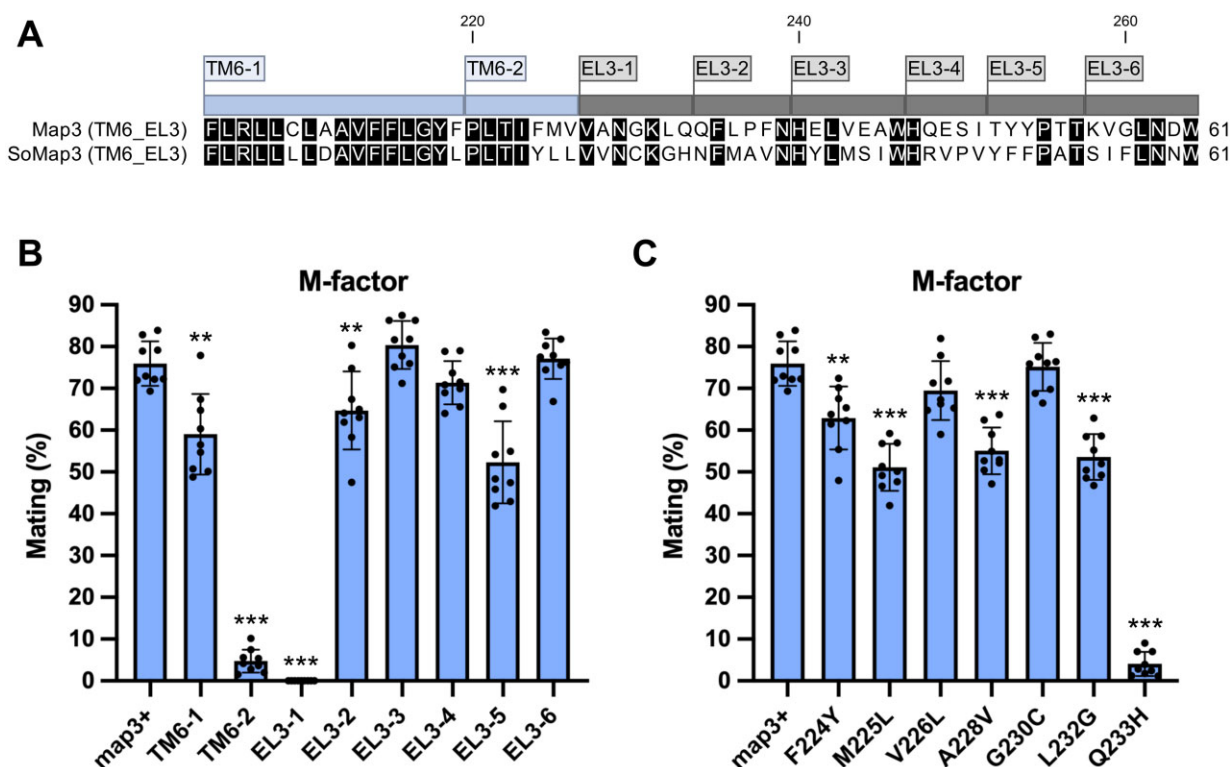 A
220 240 260
TM6-1 TM6-2 EL3-1 EL3-2 EL3-3 EL3-4 EL3-5 EL3-6
Map3 (TM6_EL3) FLRLLCLAAVFFLGYFPLTIFMVVANGKLQQFLPFNHELVEAWHQESITYYPTTKVGLNDW 61
SoMap3 (TM6_EL3) FLRLLLLDAVFFLGYLPLTIYLLVVNCKGHNFMAVNHYLMSIWHRVPVYFFPATSIFLNNW 61
B
M-factor
Mating (%)
90
80
70
60
50
40
30
20
10
0
** *** *** ** ***
map3+ TM6-1 TM6-2 EL3-1 EL3-2 EL3-3 EL3-4 EL3-5 EL3-6
C
M-factor
Mating (%)
90
80
70
60
50
40
30
20
10
0
** *** *** *** ***
map3+ F224Y M225L V226L A228V G230C L232G Q233H